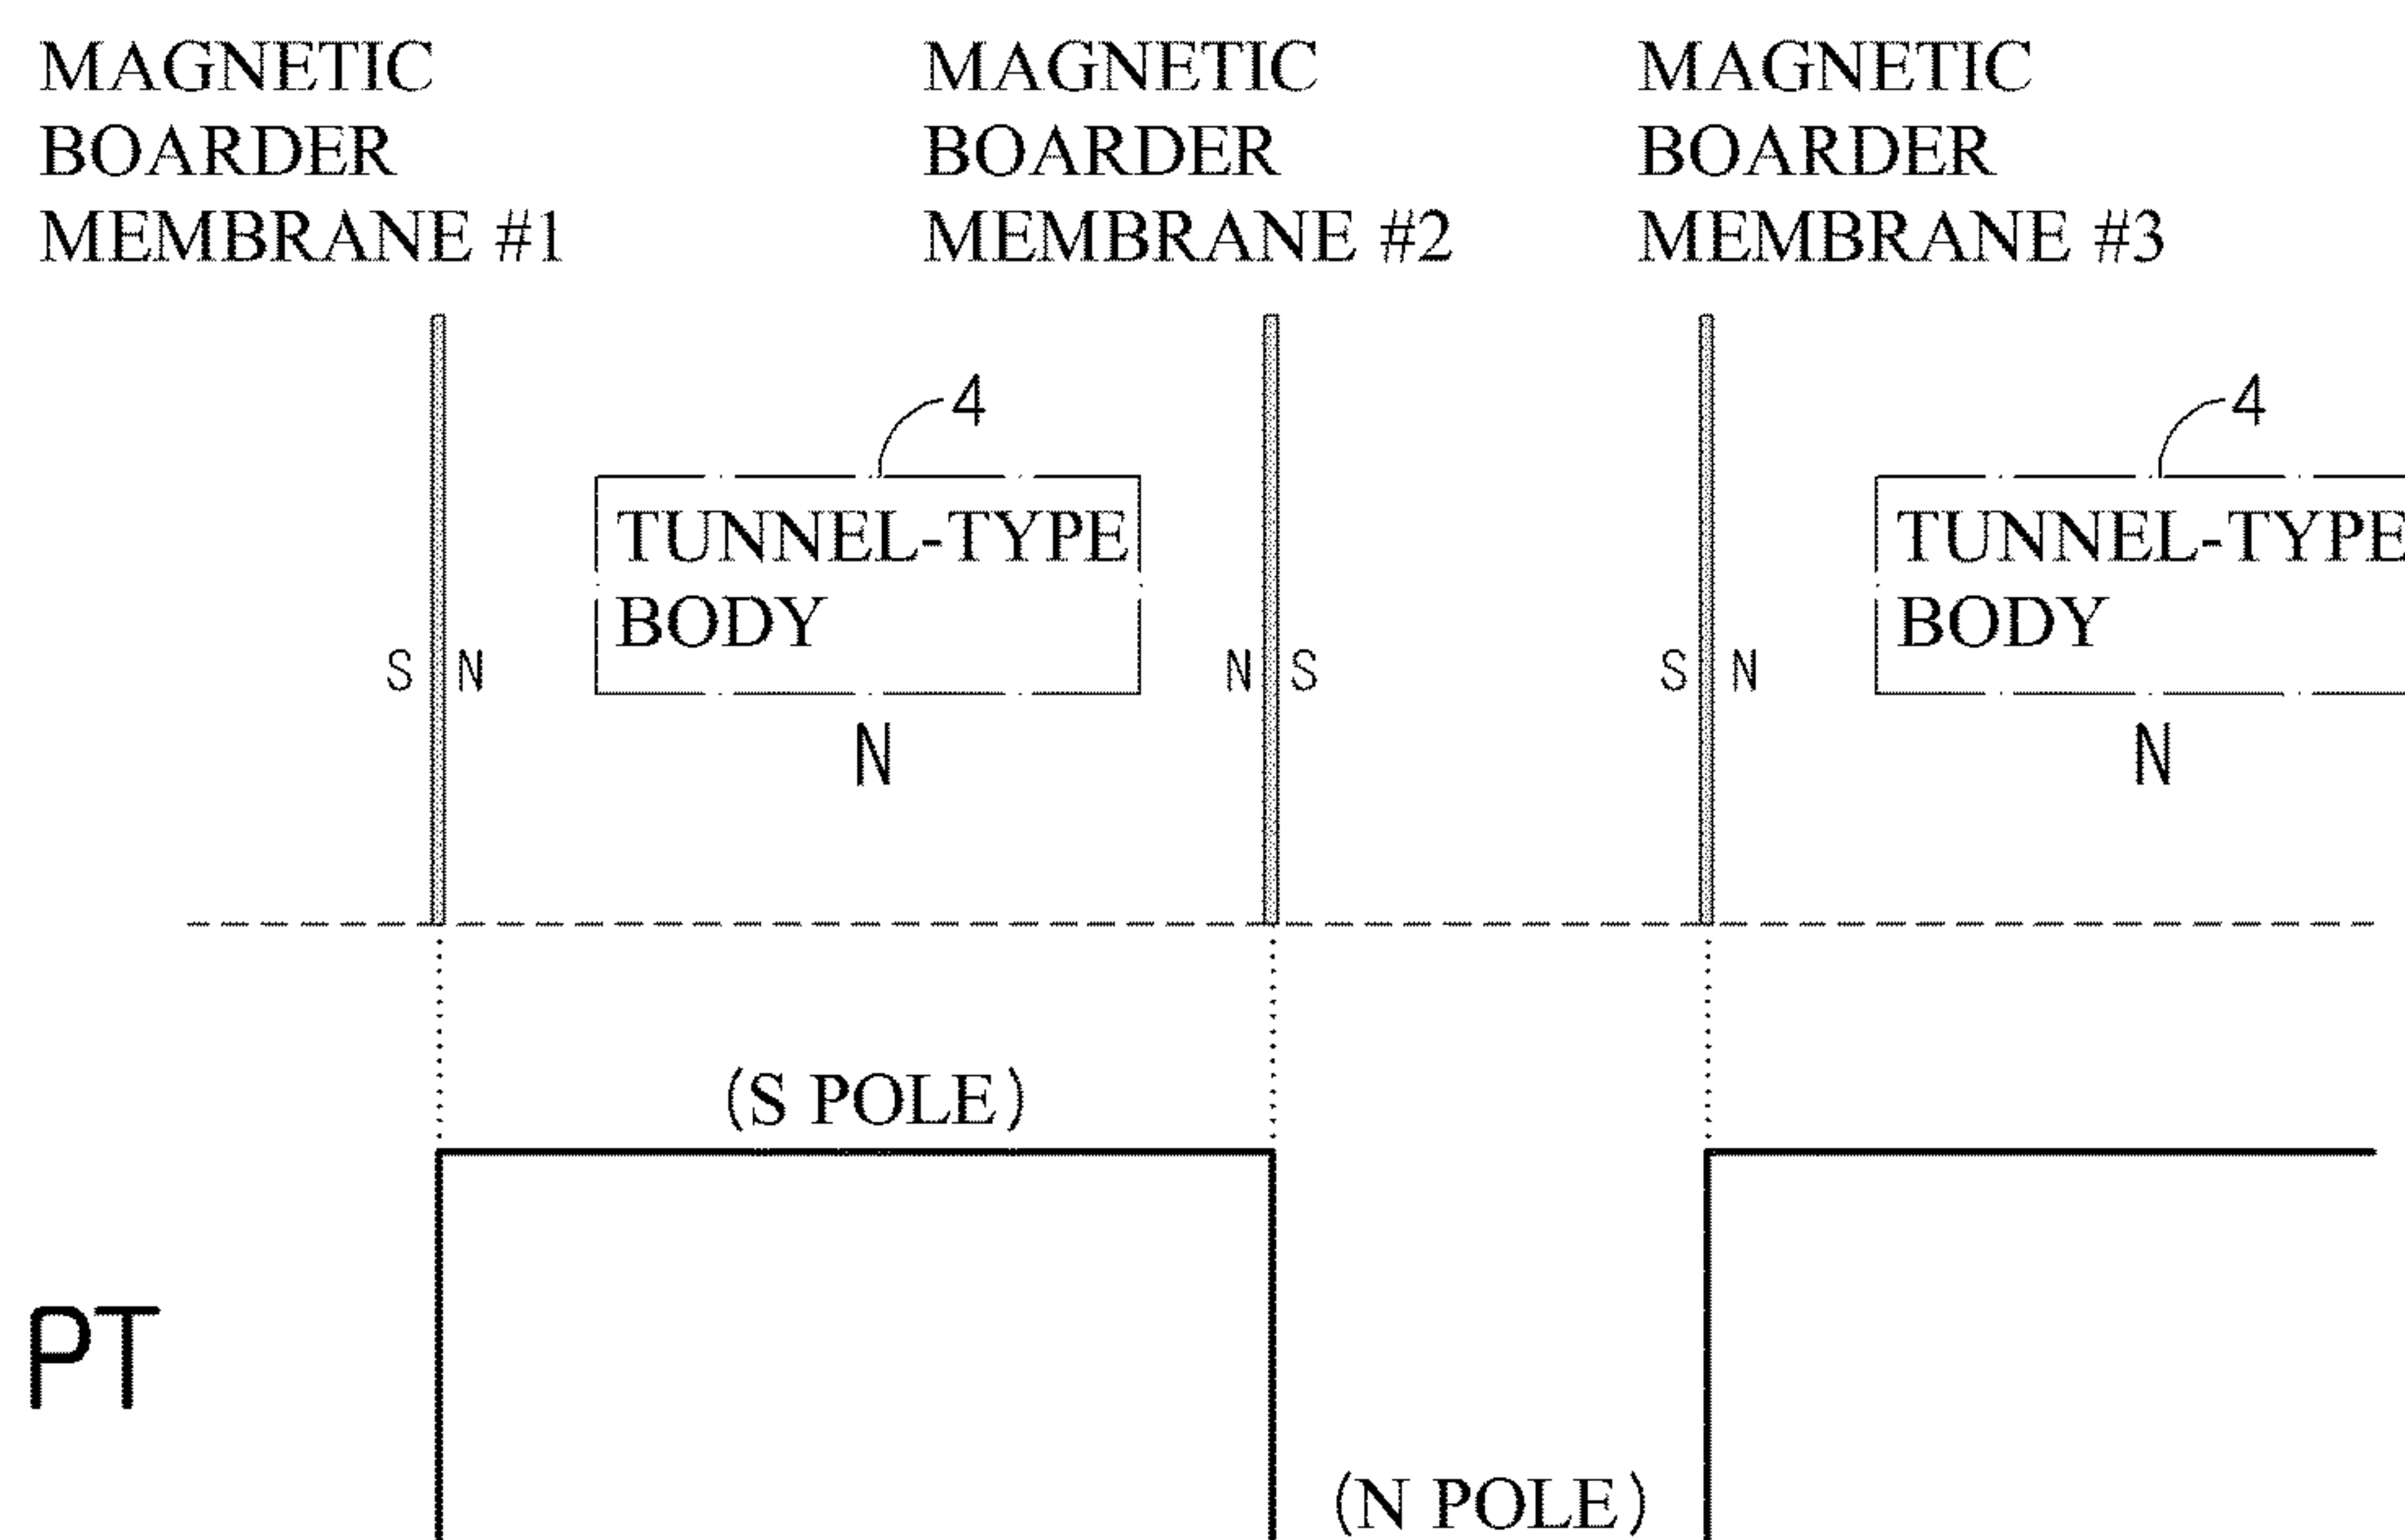 MAGNETIC
BOARDER
MEMBRANE #1
MAGNETIC
BOARDER
MEMBRANE #2
MAGNETIC
BOARDER
MEMBRANE #3
4
TUNNEL-TYPE
BODY
4
TUNNEL-TYPE
BODY
S N
N S
S N
N
N
(S POLE)
PT
(N POLE)